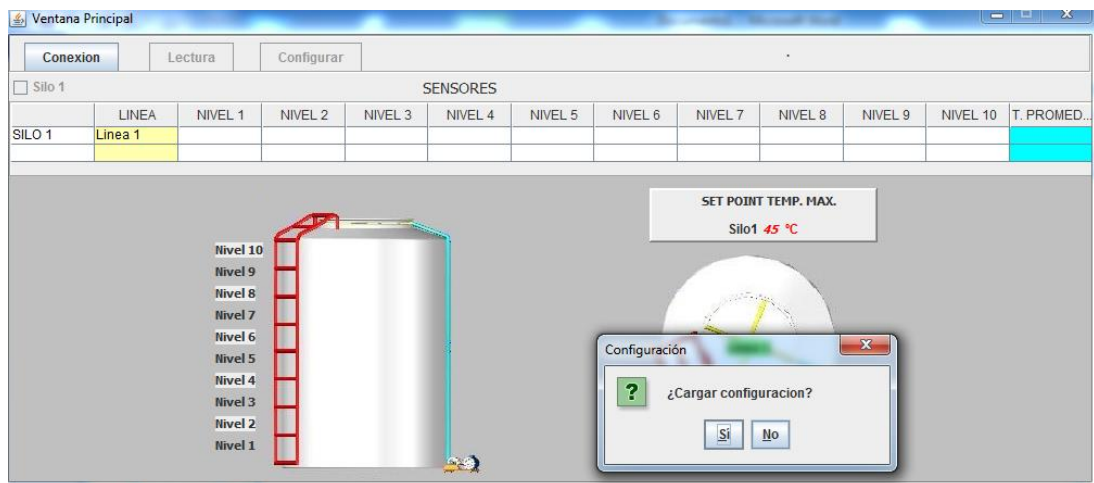 Ventana Principal
Conexion Lectura Configurar
Silo 1 SENSORES
LINEA NIVEL 1 NIVEL 2 NIVEL 3 NIVEL 4 NIVEL 5 NIVEL 6 NIVEL 7 NIVEL 8 NIVEL 9 NIVEL 10 T. PROMED...
SILO 1 Linea 1
SET POINT TEMP. MAX.
Silo1 45 °C
Nivel 10
Nivel 9
Nivel 8
Nivel 7
Nivel 6
Nivel 5
Nivel 4
Nivel 3
Nivel 2
Nivel 1
Configuración
¿Cargar configuracion?
Si No